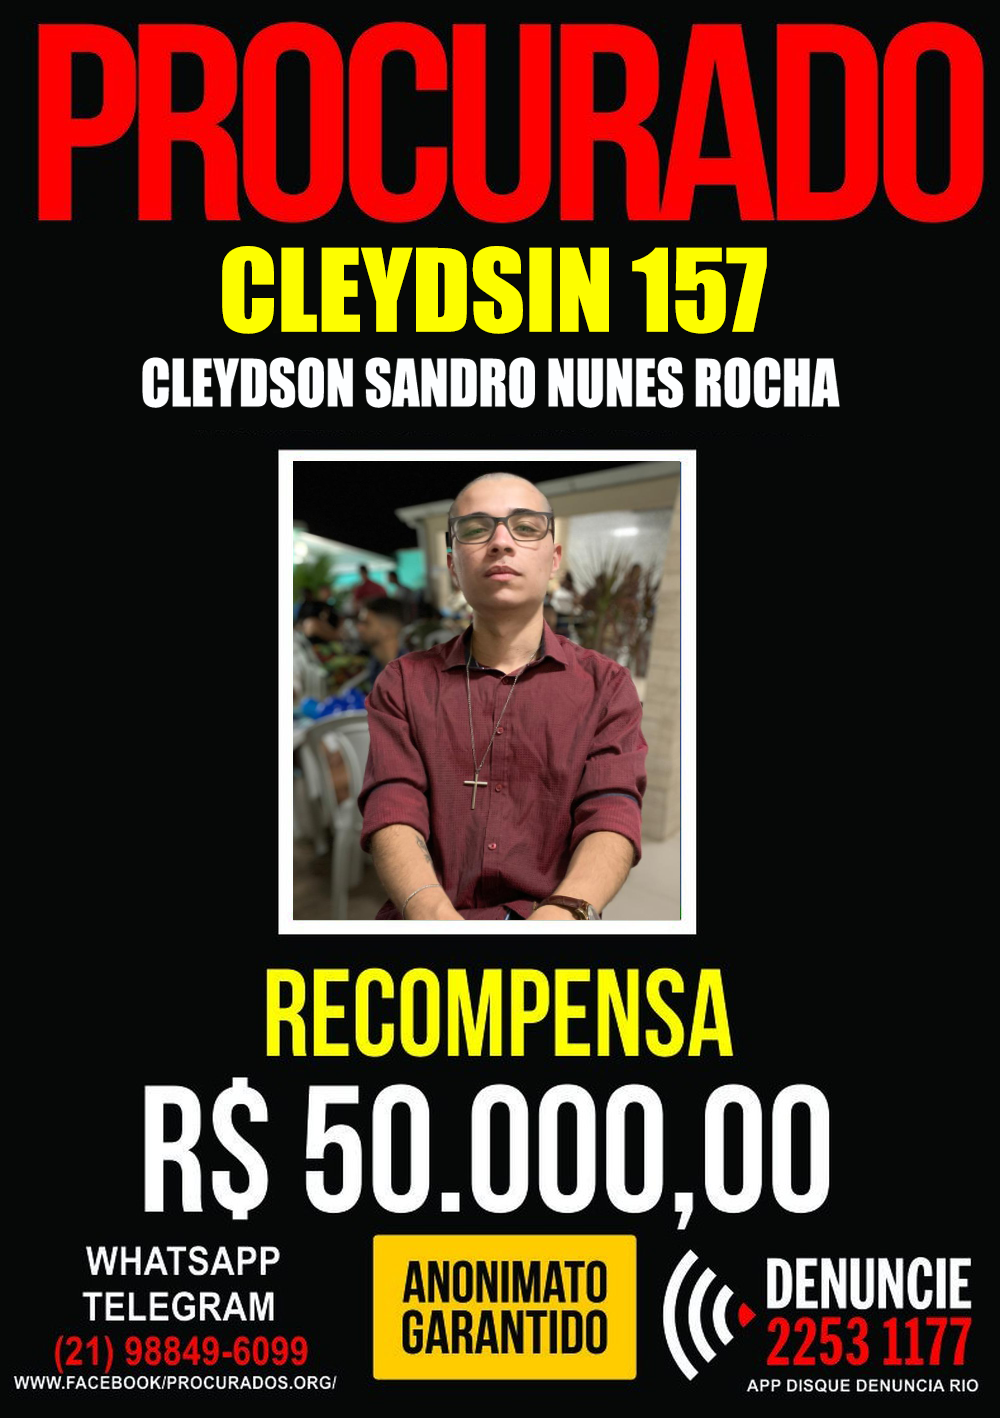 PROCURADO
CLEYDSIN 157
CLEYDSON SANDRO NUNES ROCHA
RECOMPENSA
R$ 50.000,00
WHATSAPP
TELEGRAM
(21) 98849-6099
WWW.FACEBOOK/PROCURADOS.ORG/
ANONIMATO
GARANTIDO
DENUNCIE
2253 1177
APP DISQUE DENUNCIA RIO